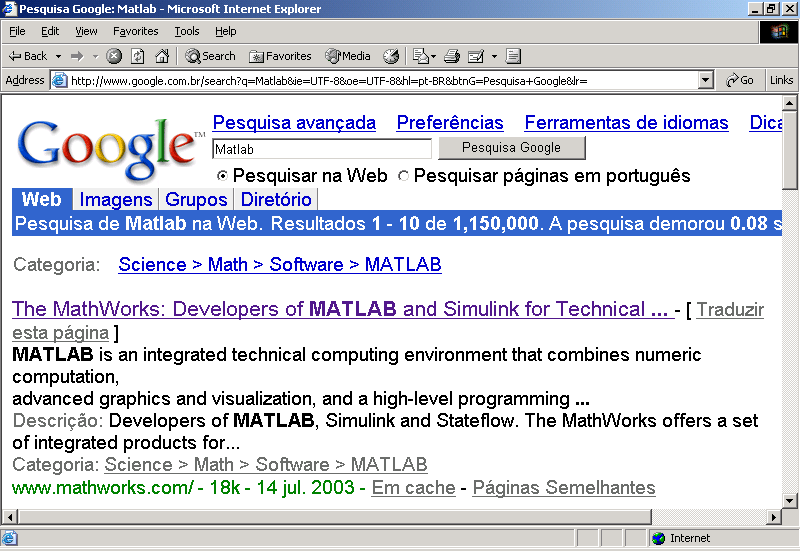 Pesquisa Google: Matlab - Microsoft Internet Explorer
File Edit View Favorites Tools Help
Back Search Favorites Media
Address http://www.google.com.br/search?q=Matlab&ie=UTF-8&oe=UTF-8&hl=pt-BR&btnG=Pesquisa+Google&lr= Go Links
Google™ Pesquisa avançada Preferências Ferramentas de idiomas Dica
Matlab Pesquisa Google
Pesquisar na Web Pesquisar páginas em português
Web Imagens Grupos Diretório
Pesquisa de Matlab na Web. Resultados 1 - 10 de 1,150,000. A pesquisa demorou 0.08 s
Categoria: Science > Math > Software > MATLAB
The MathWorks: Developers of MATLAB and Simulink for Technical ... - [ Traduzir
esta página ]
MATLAB is an integrated technical computing environment that combines numeric
computation,
advanced graphics and visualization, and a high-level programming ...
Descrição: Developers of MATLAB, Simulink and Stateflow. The MathWorks offers a set
of integrated products for...
Categoria: Science > Math > Software > MATLAB
www.mathworks.com/ - 18k - 14 jul. 2003 - Em cache - Páginas Semelhantes
Internet